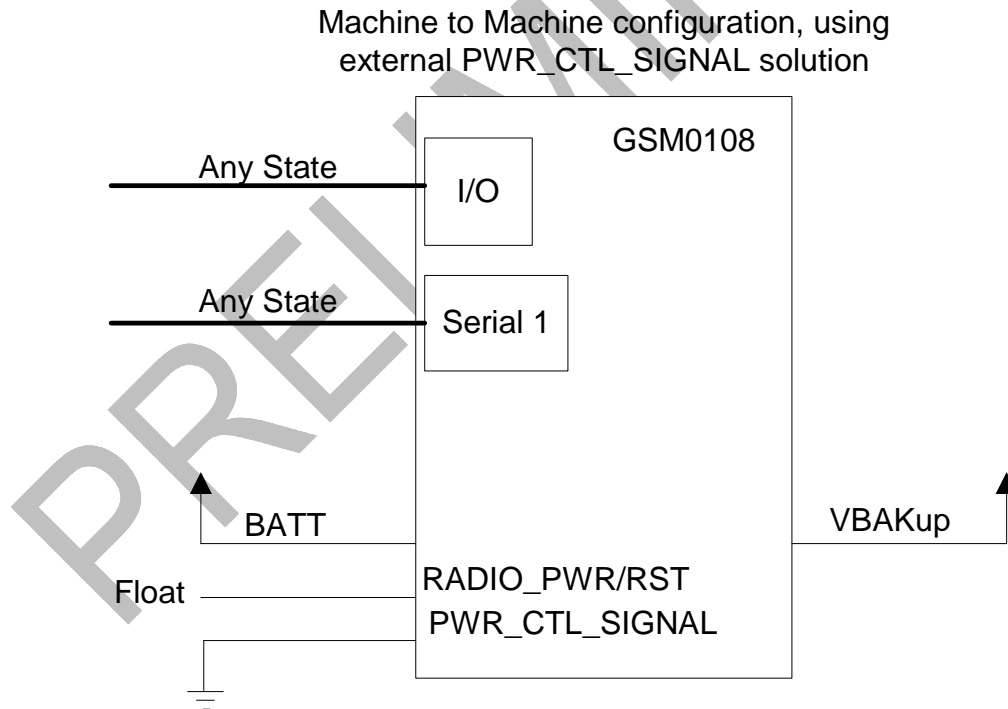 Machine to Machine configuration, using
external PWR_CTL_SIGNAL solution
GSM0108
Any State
I/O
Any State
Serial 1
BATT
VBAKup
Float
RADIO_PWR/RST
PWR_CTL_SIGNAL